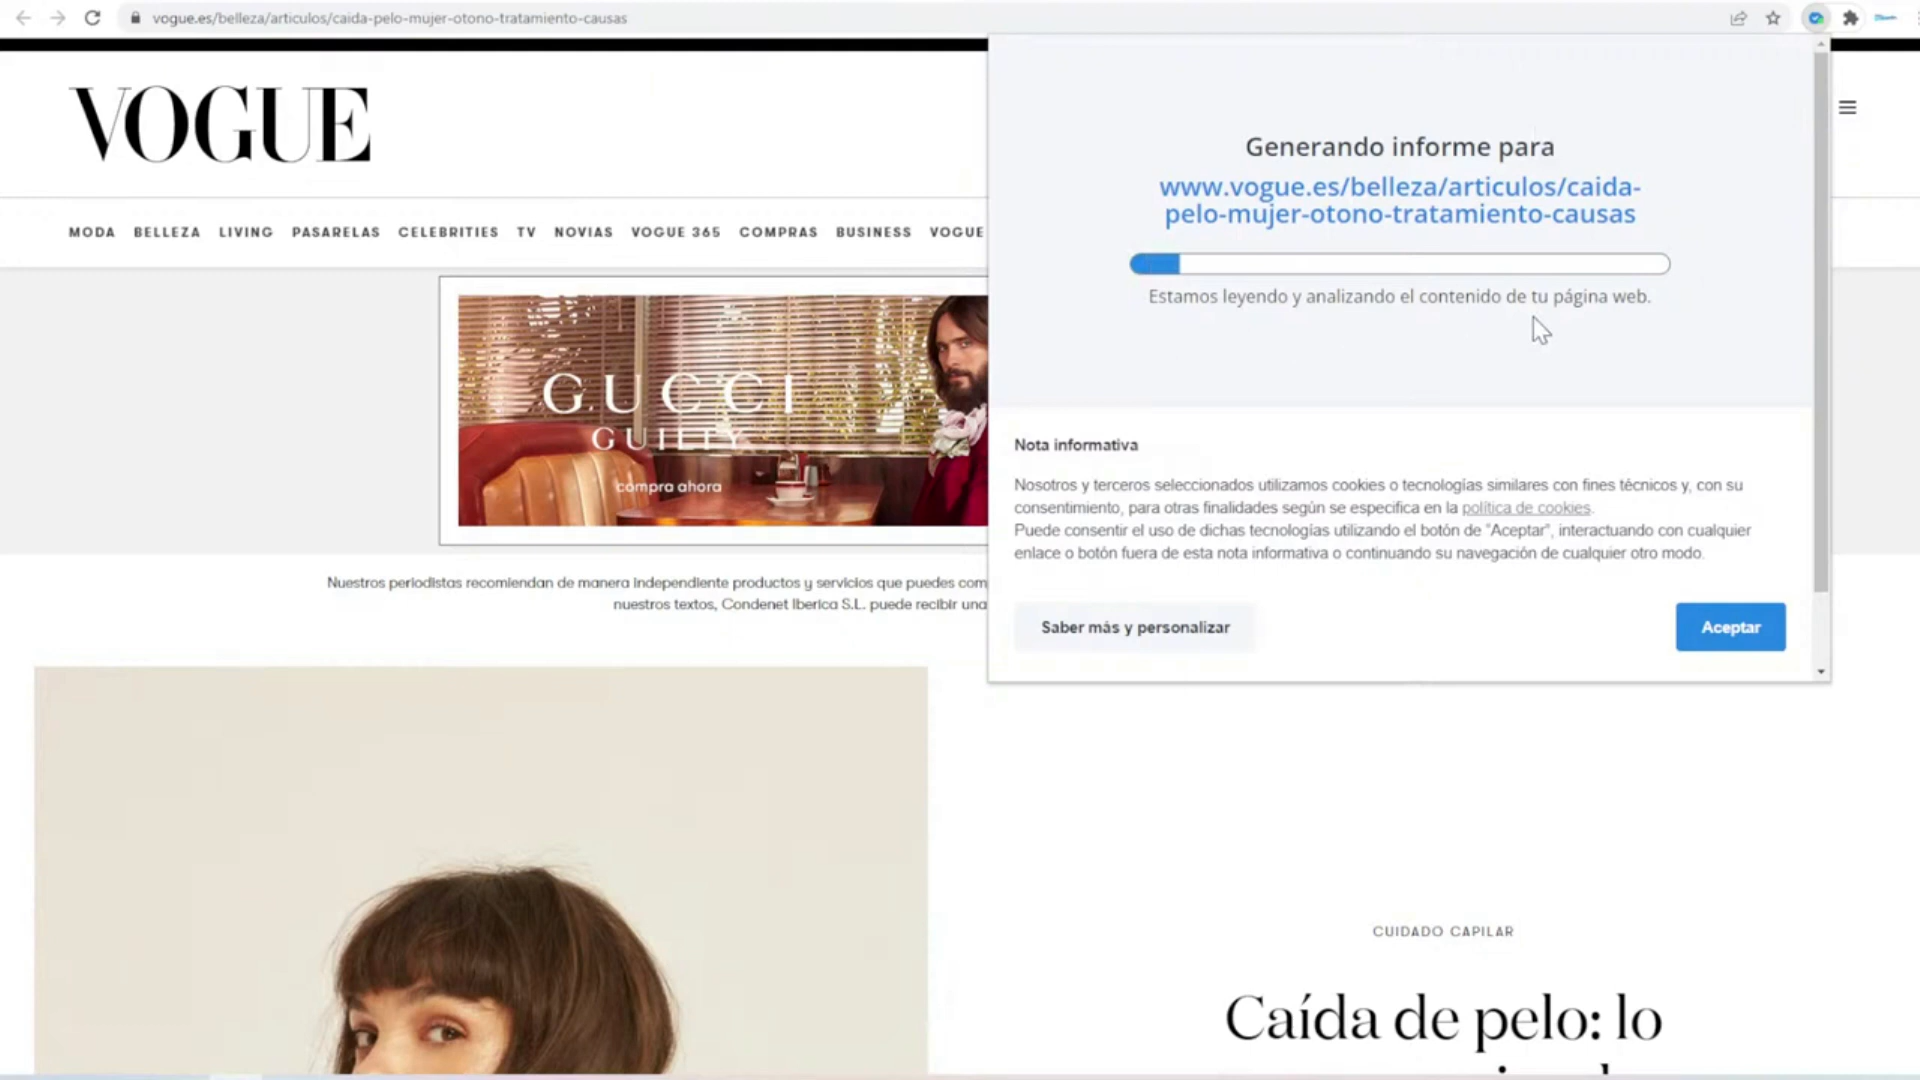 vogue.es/belleza/articulos/caida-pelo-mujer-otono-tratamiento-causas
VOGUE
MODA BELLEZA LIVING PASARELAS CELEBRITIES TV NOVIAS VOGUE 365 COMPRAS BUSINESS VOGUE
GUCCI
GUILTY
compra ahora
Nuestros periodistas recomiendan de manera independiente productos y servicios que puedes com
nuestros textos, Condenet Iberica S.L. puede recibir una
Generando informe para
www.vogue.es/belleza/articulos/caida-
pelo-mujer-otono-tratamiento-causas
Estamos leyendo y analizando el contenido de tu página web.
Nota informativa
Nosotros y terceros seleccionados utilizamos cookies o tecnologías similares con fines técnicos y, con su
consentimiento, para otras finalidades según se especifica en la política de cookies.
Puede consentir el uso de dichas tecnologías utilizando el botón de "Aceptar", interactuando con cualquier
enlace o botón fuera de esta nota informativa o continuando su navegación de cualquier otro modo.
Saber más y personalizar
Aceptar
CUIDADO CAPILAR
Caída de pelo: lo